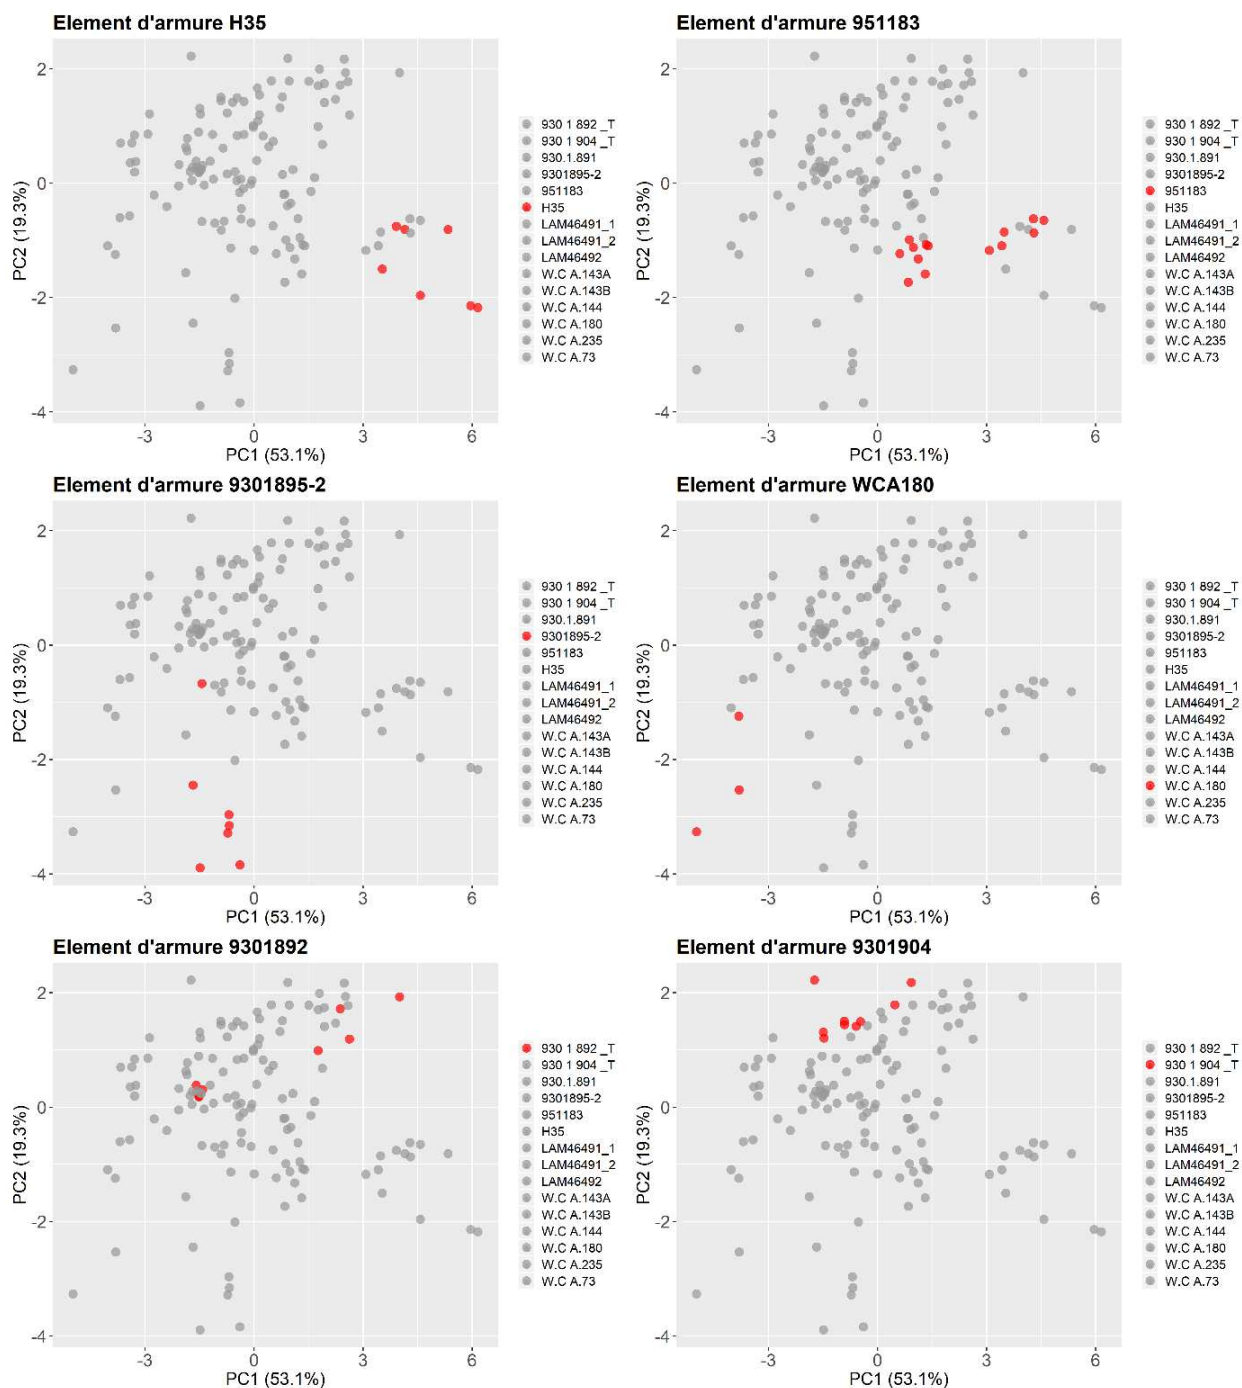 Element d'armure H35
PC2 (19.3%)
2
0
-2
-4
-3
0
3
6
PC1 (53.1%)
930 1 892 _T
930 1 904 _T
930.1.891
9301895-2
951183
H35
LAM46491_1
LAM46491_2
LAM46492
W.C A.143A
W.C A.143B
W.C A.144
W.C A.180
W.C A.235
W.C A.73
Element d'armure 951183
PC2 (19.3%)
2
0
-2
-4
-3
0
3
6
PC1 (53.1%)
930 1 892 _T
930 1 904 _T
930.1.891
9301895-2
951183
H35
LAM46491_1
LAM46491_2
LAM46492
W.C A.143A
W.C A.143B
W.C A.144
W.C A.180
W.C A.235
W.C A.73
Element d'armure 9301895-2
PC2 (19.3%)
2
0
-2
-4
-3
0
3
6
PC1 (53.1%)
930 1 892 _T
930 1 904 _T
930.1.891
9301895-2
951183
H35
LAM46491_1
LAM46491_2
LAM46492
W.C A.143A
W.C A.143B
W.C A.144
W.C A.180
W.C A.235
W.C A.73
Element d'armure WCA180
PC2 (19.3%)
2
0
-2
-4
-3
0
3
6
PC1 (53.1%)
930 1 892 _T
930 1 904 _T
930.1.891
9301895-2
951183
H35
LAM46491_1
LAM46491_2
LAM46492
W.C A.143A
W.C A.143B
W.C A.144
W.C A.180
W.C A.235
W.C A.73
Element d'armure 9301892
PC2 (19.3%)
2
0
-2
-4
-3
0
3
6
PC1 (53.1%)
930 1 892 _T
930 1 904 _T
930.1.891
9301895-2
951183
H35
LAM46491_1
LAM46491_2
LAM46492
W.C A.143A
W.C A.143B
W.C A.144
W.C A.180
W.C A.235
W.C A.73
Element d'armure 9301904
PC2 (19.3%)
2
0
-2
-4
-3
0
3
6
PC1 (53.1%)
930 1 892 _T
930 1 904 _T
930.1.891
9301895-2
951183
H35
LAM46491_1
LAM46491_2
LAM46492
W.C A.143A
W.C A.143B
W.C A.144
W.C A.180
W.C A.235
W.C A.73